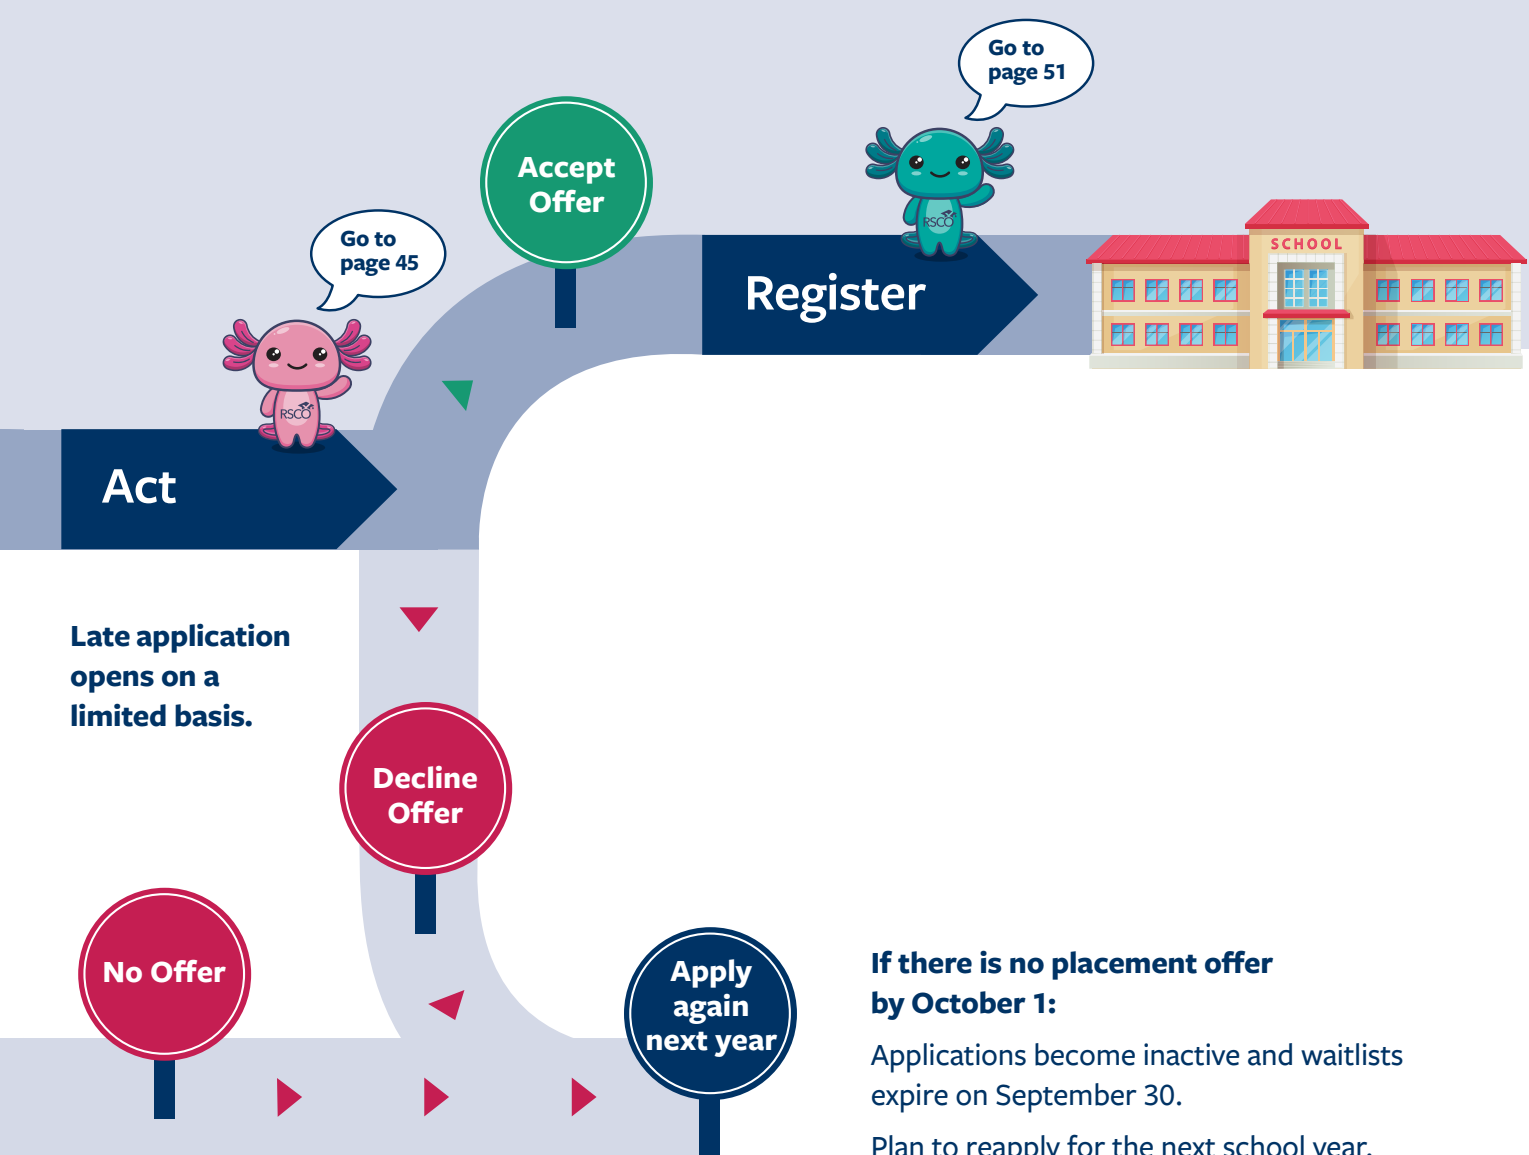 Go to
page 51
Accept
Offer
RSCO
Go to
page 45
SCHOOL
Register
RSCO
Act
Late application
opens on a
limited basis.
Decline
Offer
No Offer
Apply
again
next year
If there is no placement offer
by October 1:
Applications become inactive and waitlists
expire on September 30.
Plan to reapply for the next school year.